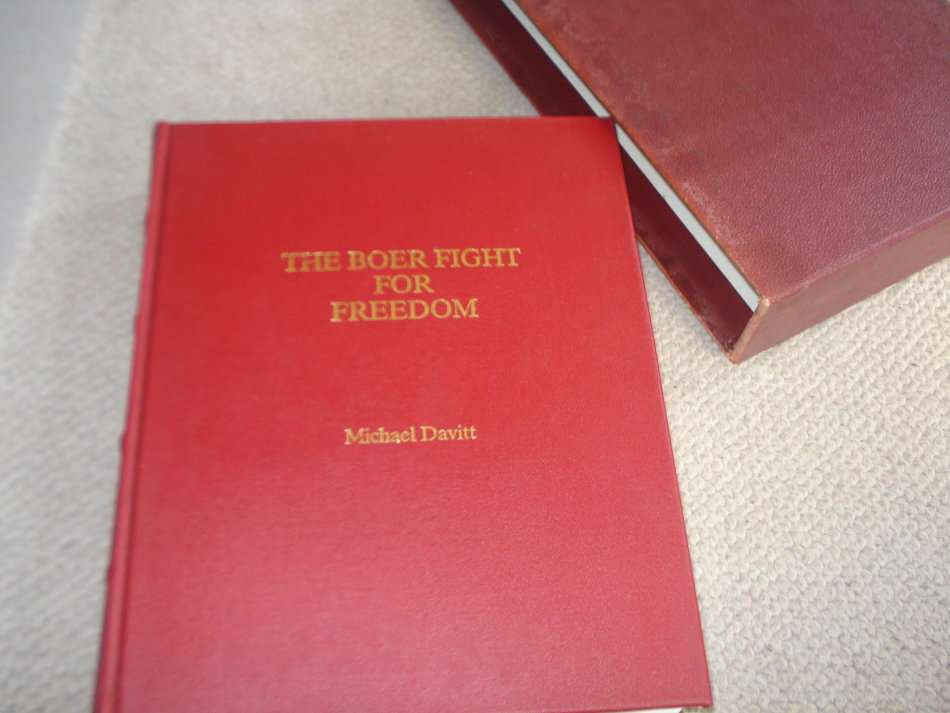 THE BOER FIGHT
FOR
FREEDOM
Michael Davitt